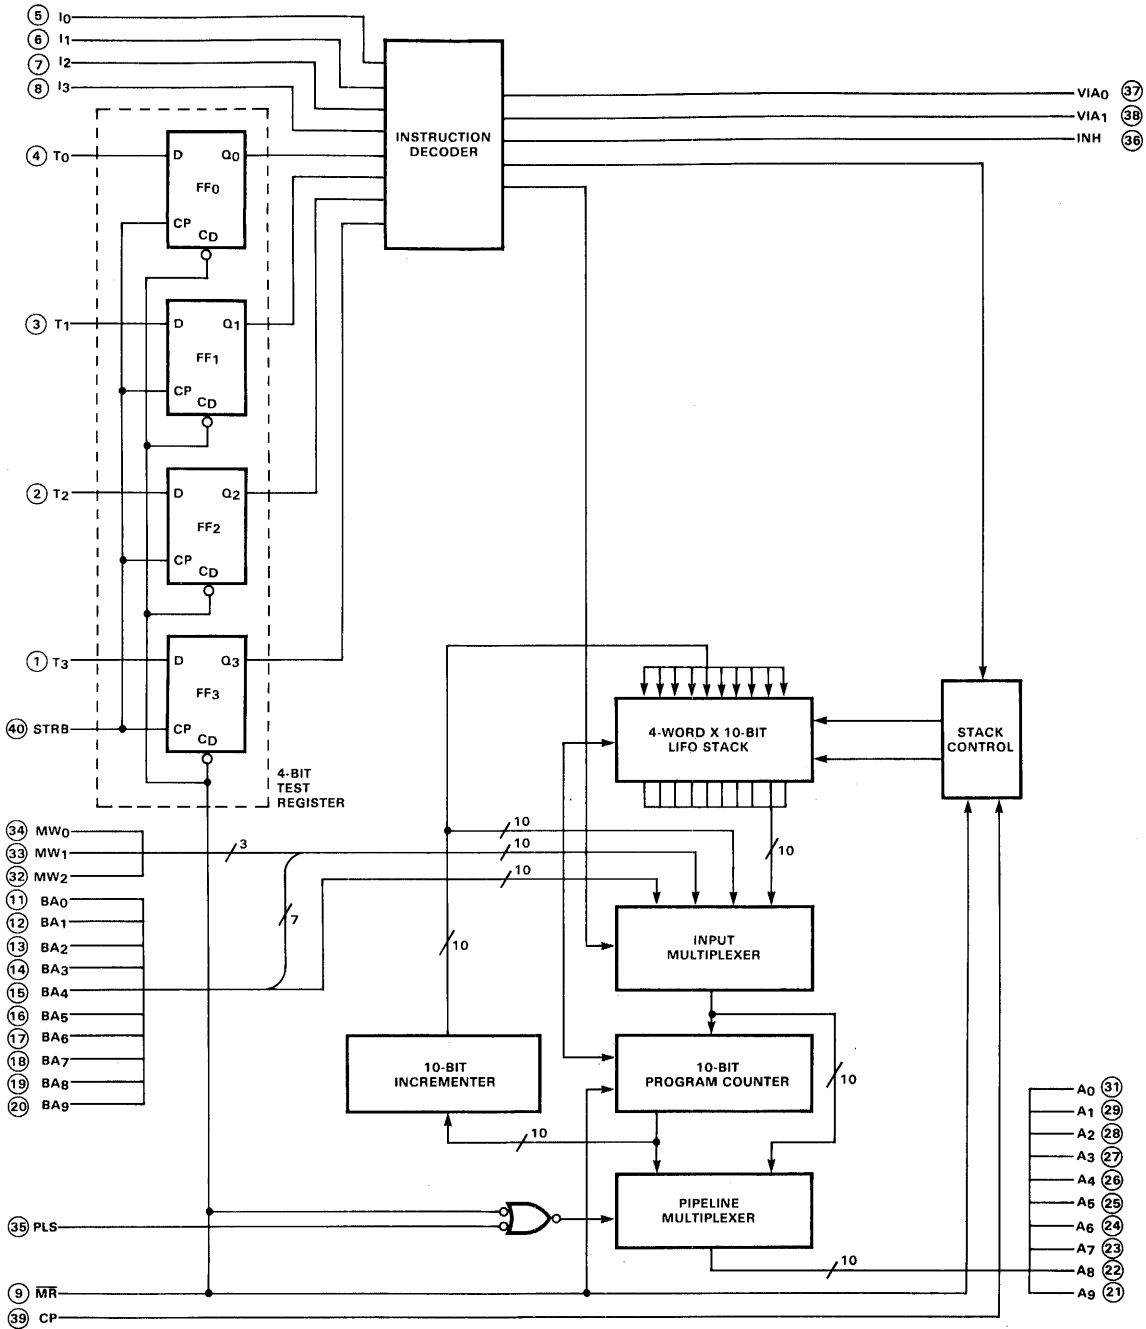 5 I0
6 I1
7 I2
8 I3
INSTRUCTION
DECODER
VIA0 37
VIA1 38
INH 36
4 T0
D Q0
FF0
CP
CD
3 T1
D Q1
FF1
CP
CD
2 T2
D Q2
FF2
CP
CD
1 T3
D Q3
FF3
40 STRB
CP
CD
4-BIT
TEST
REGISTER
4-WORD X 10-BIT
LIFO STACK
STACK
CONTROL
34 MW0
33 MW1
32 MW2
3
10
10
10
10
11 BA0
12 BA1
13 BA2
14 BA3
15 BA4
16 BA5
17 BA6
18 BA7
19 BA8
20 BA9
7
10
INPUT
MULTIPLEXER
10-BIT
INCREMENTER
10-BIT
PROGRAM COUNTER
10
10
PIPELINE
MULTIPLEXER
10
A0 31
A1 29
A2 28
A3 27
A4 26
A5 25
A6 24
A7 23
A8 22
A9 21
35 PLS
9 M̅R̅
39 CP